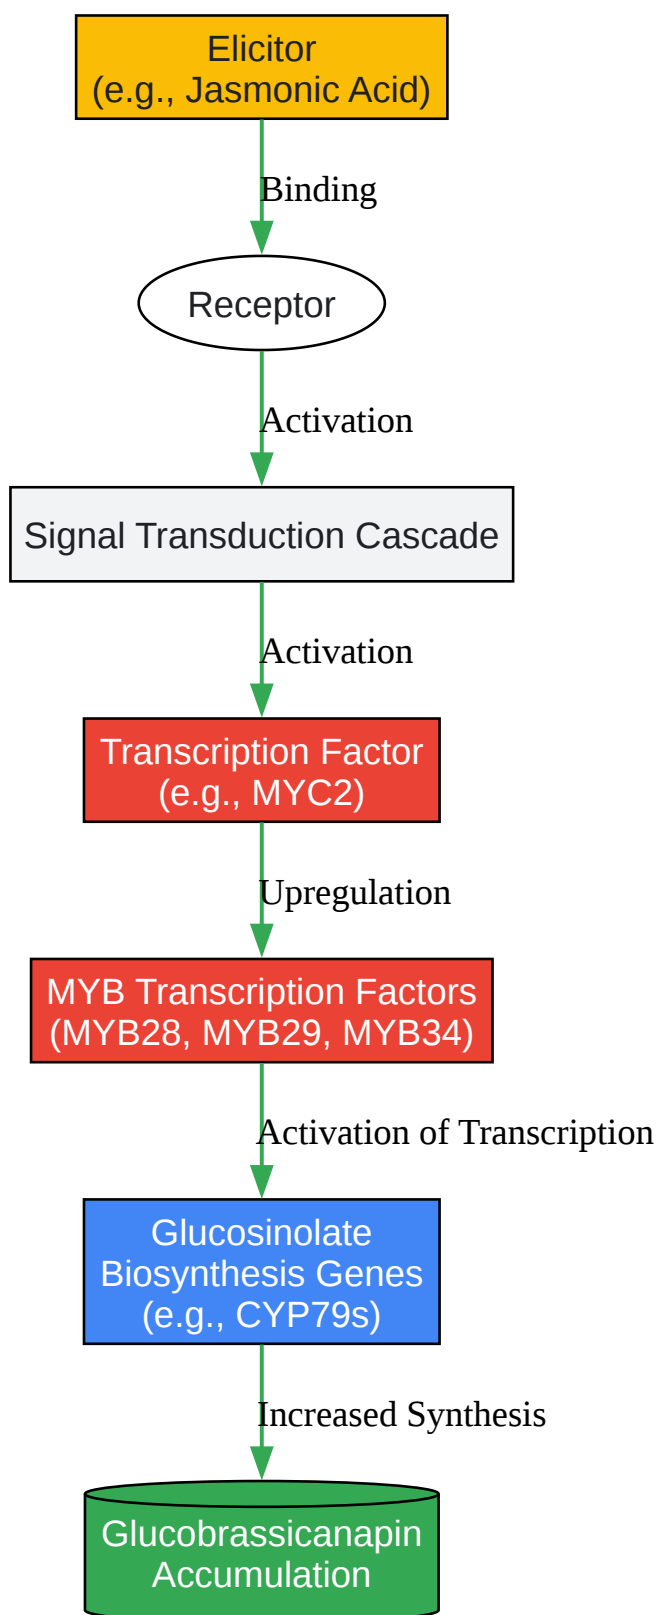 Elicitor
(e.g., Jasmonic Acid)
Binding
Receptor
Activation
Signal Transduction Cascade
Activation
Transcription Factor
(e.g., MYC2)
Upregulation
MYB Transcription Factors
(MYB28, MYB29, MYB34)
Activation of Transcription
Glucosinolate
Biosynthesis Genes
(e.g., CYP79s)
Increased Synthesis
Glucobrassicanapin
Accumulation